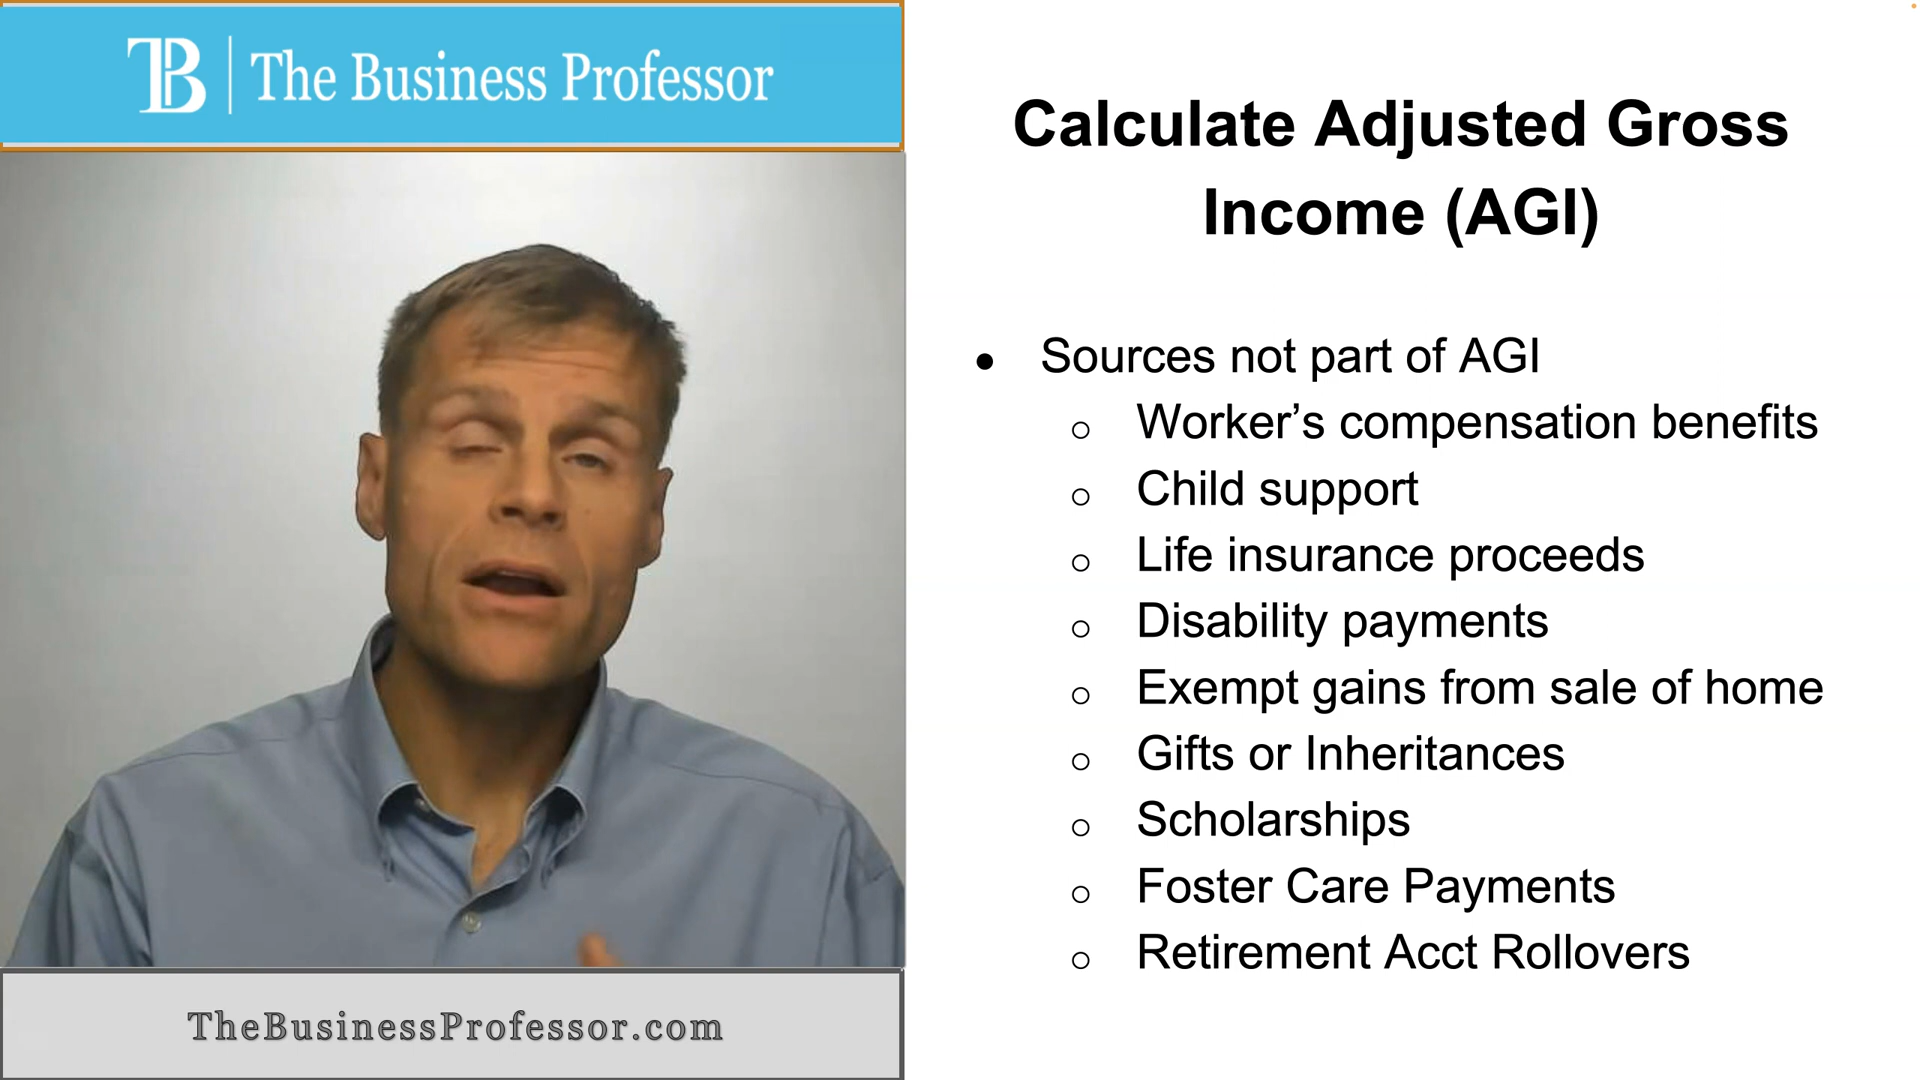 TB The Business Professor
Calculate Adjusted Gross
Income (AGI)
● Sources not part of AGI
○ Worker’s compensation benefits
○ Child support
○ Life insurance proceeds
○ Disability payments
○ Exempt gains from sale of home
○ Gifts or Inheritances
○ Scholarships
○ Foster Care Payments
○ Retirement Acct Rollovers
TheBusinessProfessor.com